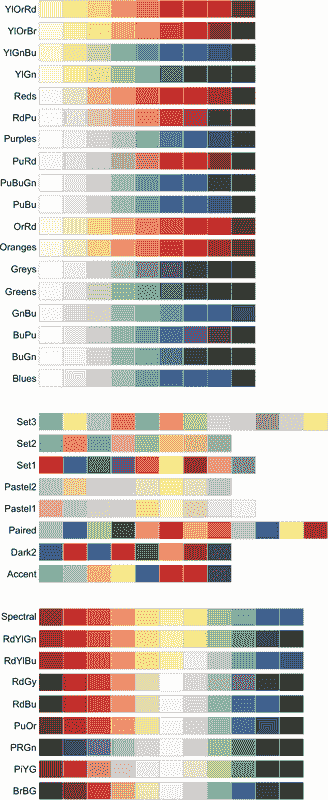 YlOrRd
YlOrBr
YlGnBu
YlGn
Reds
RdPu
Purples
PuRd
PuBuGn
PuBu
OrRd
Oranges
Greys
Greens
GnBu
BuPu
BuGn
Blues
Set3
Set2
Set1
Pastel2
Pastel1
Paired
Dark2
Accent
Spectral
RdYlGn
RdYlBu
RdGy
RdBu
PuOr
PRGn
PiYG
BrBG